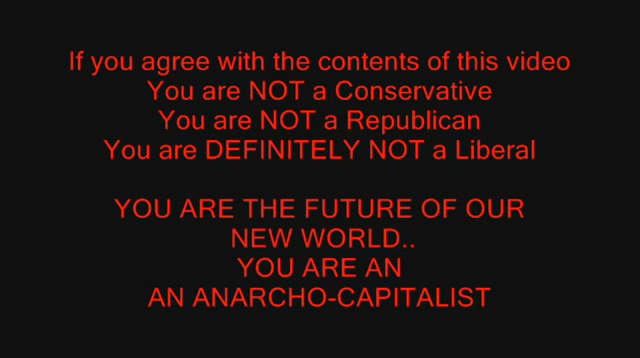 If you agree with the contents of this video
You are NOT a Conservative
You are NOT a Republican
You are DEFINITELY NOT a Liberal
YOU ARE THE FUTURE OF OUR
NEW WORLD..
YOU ARE AN
AN ANARCHO-CAPITALIST